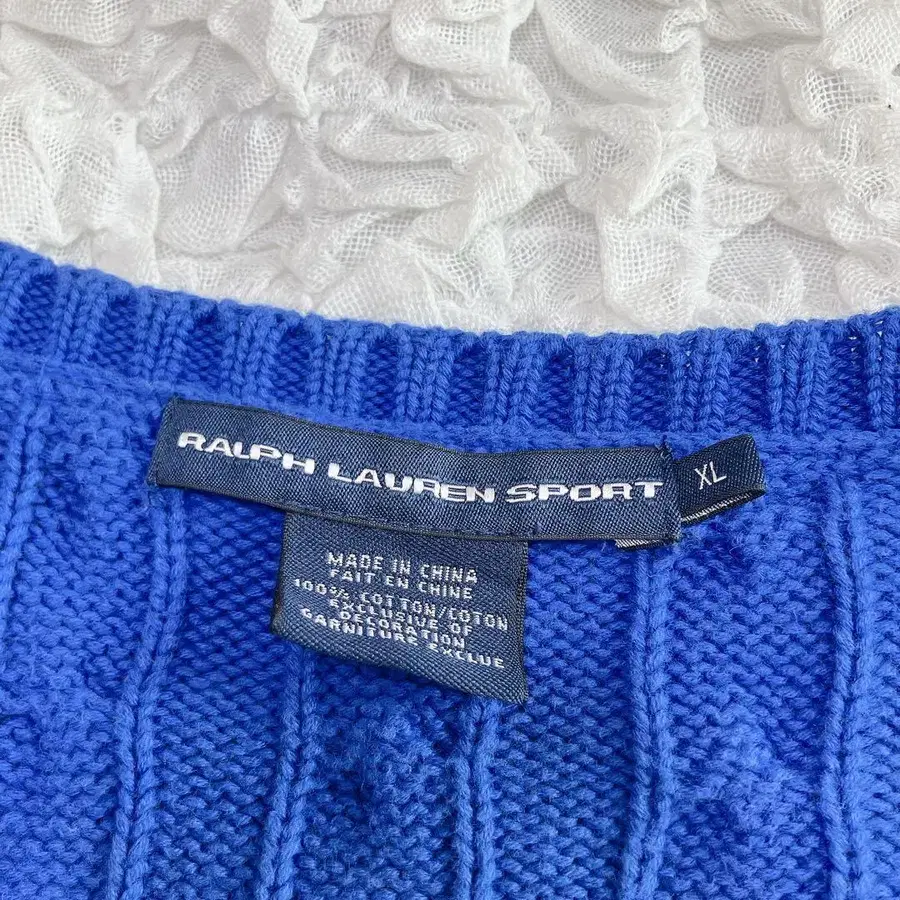 RALPH LAUREN SPORT
XL
MADE IN CHINA
FAIT EN CHINE
100% COTTON/COTON
EXCLUSIVE OF
DECORATION
GARNITURE EXCLUE